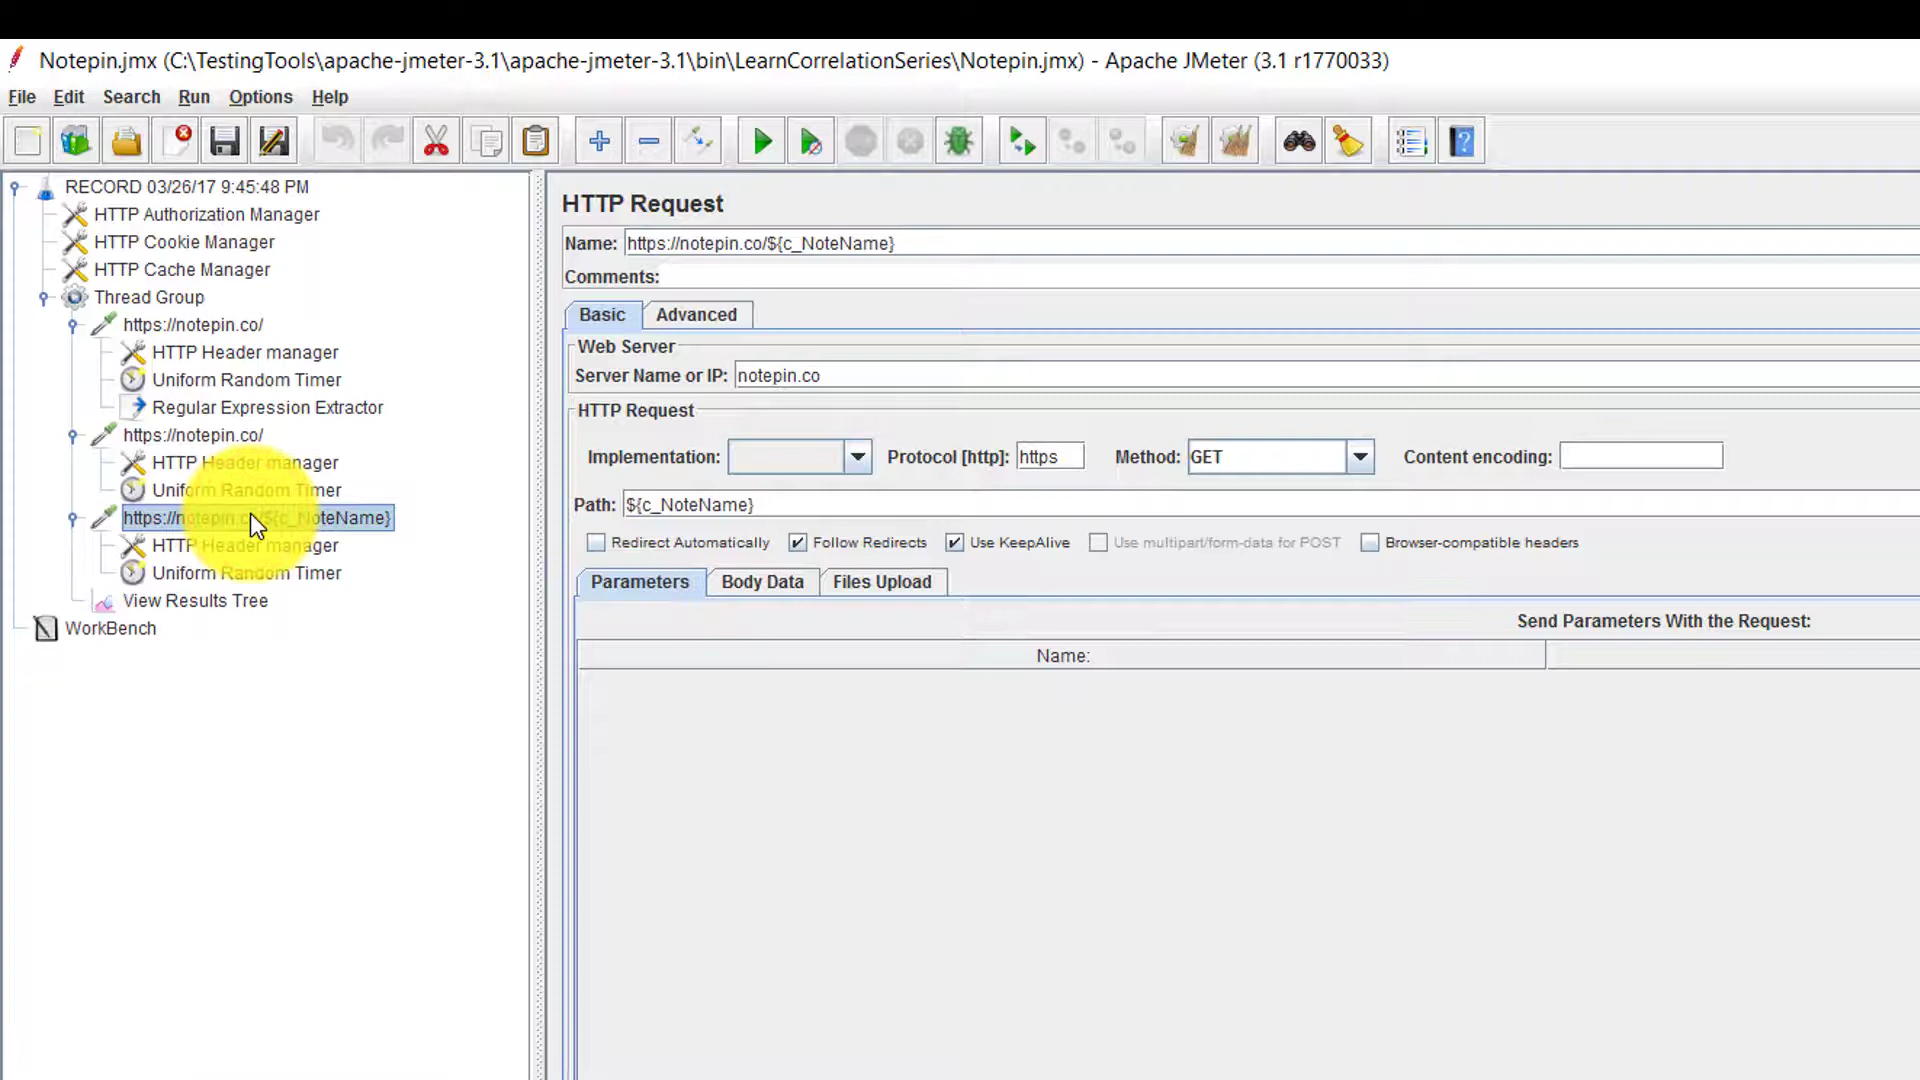 Notepin.jmx (C:\TestingTools\apache-jmeter-3.1\apache-jmeter-3.1\bin\LearnCorrelationSeries\Notepin.jmx) - Apache JMeter (3.1 r1770033)
File Edit Search Run Options Help
RECORD 03/26/17 9:45:48 PM
HTTP Authorization Manager
HTTP Cookie Manager
HTTP Cache Manager
Thread Group
https://notepin.co/
HTTP Header manager
Uniform Random Timer
Regular Expression Extractor
https://notepin.co/
HTTP Header manager
Uniform Random Timer
https://notepin.co/${c_NoteName}
HTTP Header manager
Uniform Random Timer
View Results Tree
WorkBench
HTTP Request
Name: https://notepin.co/${c_NoteName}
Comments:
Basic Advanced
Web Server
Server Name or IP: notepin.co
HTTP Request
Implementation: Protocol [http]: https Method: GET Content encoding:
Path: ${c_NoteName}
Redirect Automatically Follow Redirects Use KeepAlive Use multipart/form-data for POST Browser-compatible headers
Parameters Body Data Files Upload
Send Parameters With the Request:
Name: